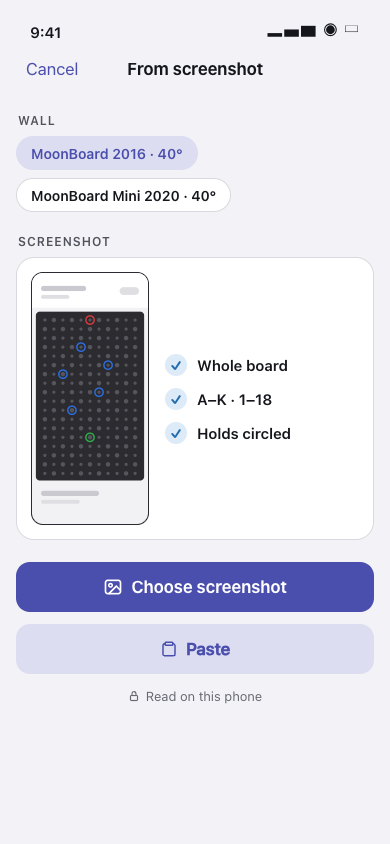 9:41
Cancel
From screenshot
WALL
MoonBoard 2016 · 40°
MoonBoard Mini 2020 · 40°
SCREENSHOT
Whole board
A–K · 1–18
Holds circled
Choose screenshot
Paste
Read on this phone